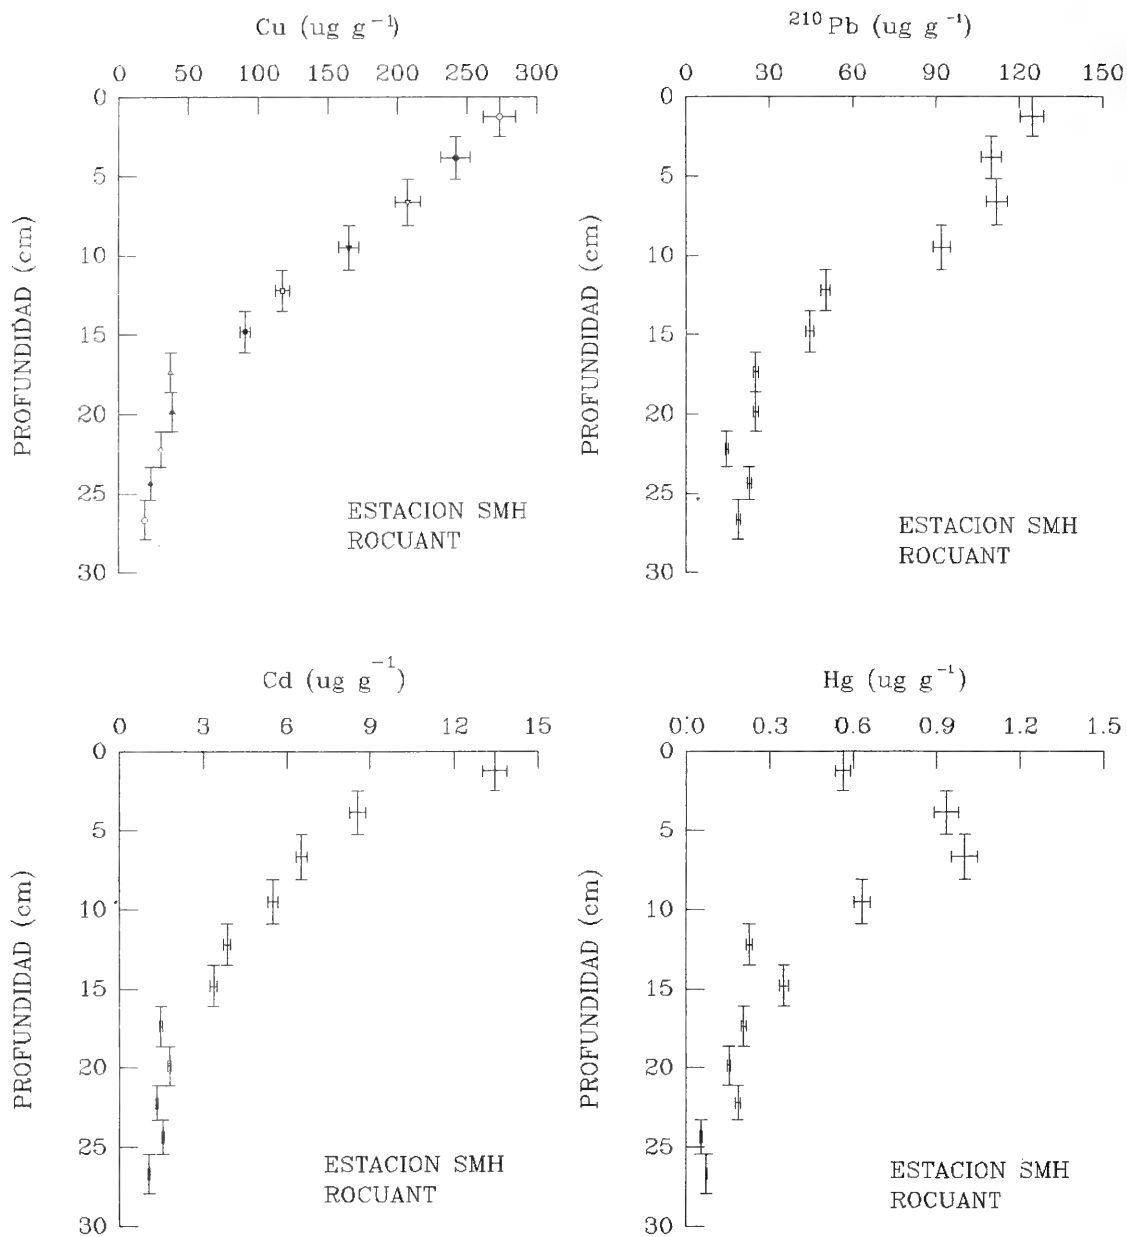 Cu (ug g⁻¹)
0 50 100 150 200 250 300
0
5
10
15
20
25
30
PROFUNDIDAD (cm)
ESTACION SMH
ROCUANT
²¹⁰Pb (ug g⁻¹)
0 30 60 90 120 150
0
5
10
15
20
25
30
PROFUNDIDAD (cm)
ESTACION SMH
ROCUANT
Cd (ug g⁻¹)
0 3 6 9 12 15
0
5
10
15
20
25
30
PROFUNDIDAD (cm)
ESTACION SMH
ROCUANT
Hg (ug g⁻¹)
0.0 0.3 0.6 0.9 1.2 1.5
0
5
10
15
20
25
30
PROFUNDIDAD (cm)
ESTACION SMH
ROCUANT